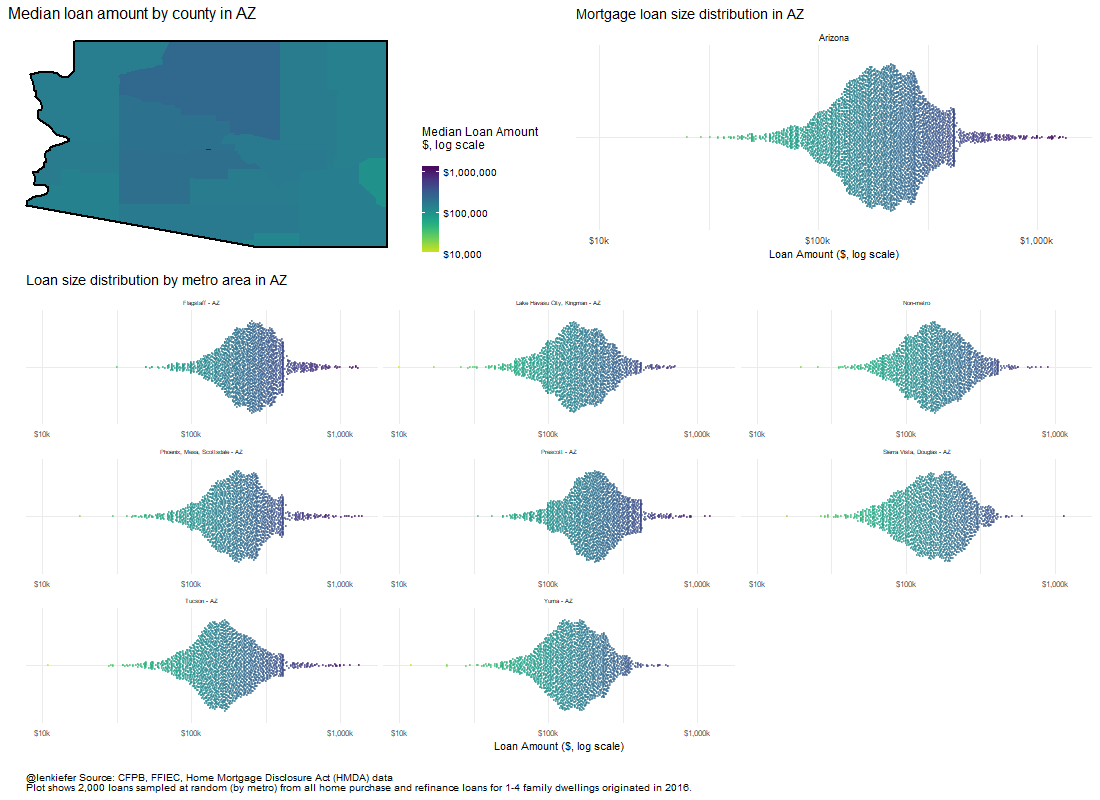 Median loan amount by county in AZ
Mortgage loan size distribution in AZ
Arizona
Median Loan Amount
$, log scale
$1,000,000
$100,000
$10,000
$10k
$100k
$1,000k
Loan Amount ($, log scale)
Loan size distribution by metro area in AZ
Flagstaff - AZ
Lake Havasu City, Kingman - AZ
Non-metro
$10k
$100k
$1,000k
$10k
$100k
$1,000k
$10k
$100k
$1,000k
Phoenix, Mesa, Scottsdale - AZ
Prescott - AZ
Sierra Vista, Douglas - AZ
$10k
$100k
$1,000k
$10k
$100k
$1,000k
$10k
$100k
$1,000k
Tucson - AZ
Yuma - AZ
$10k
$100k
$1,000k
$10k
$100k
$1,000k
Loan Amount ($, log scale)
@lenkiefer Source: CFPB, FFIEC, Home Mortgage Disclosure Act (HMDA) data
Plot shows 2,000 loans sampled at random (by metro) from all home purchase and refinance loans for 1-4 family dwellings originated in 2016.